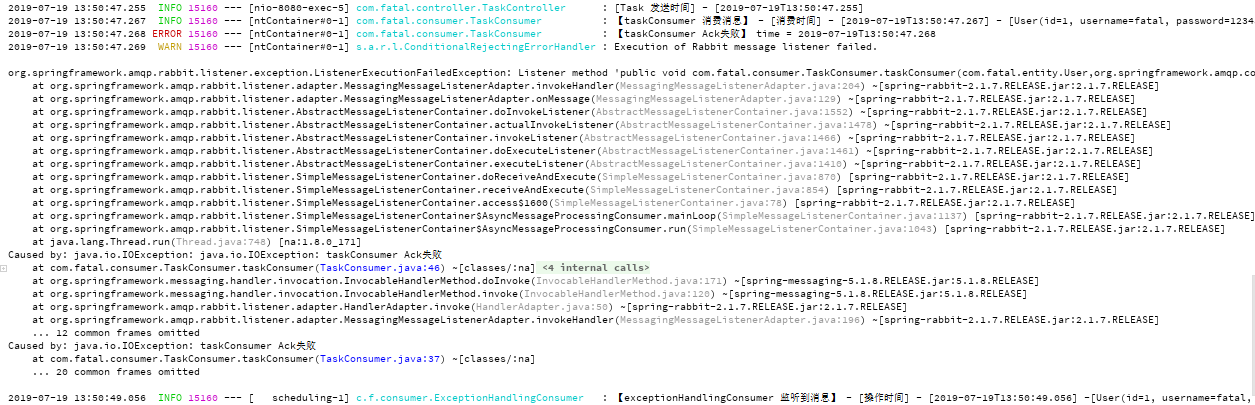 2019-07-19 13:50:47.255  INFO 15160 --- [nio-8080-exec-5] com.fatal.controller.TaskController      : [Task 发送时间] - [2019-07-19T13:50:47.255]
2019-07-19 13:50:47.267  INFO 15160 --- [ntContainer#0-1] com.fatal.consumer.TaskConsumer          : 【taskConsumer 消费消息】 - [消费时间] - [2019-07-19T13:50:47.267] - [User(id=1, username=fatal, password=1234
2019-07-19 13:50:47.268 ERROR 15160 --- [ntContainer#0-1] com.fatal.consumer.TaskConsumer          : 【taskConsumer Ack失败】 time = 2019-07-19T13:50:47.268
2019-07-19 13:50:47.269  WARN 15160 --- [ntContainer#0-1] s.a.r.l.ConditionalRejectingErrorHandler : Execution of Rabbit message listener failed.
org.springframework.amqp.rabbit.listener.exception.ListenerExecutionFailedException: Listener method 'public void com.fatal.consumer.TaskConsumer.taskConsumer(com.fatal.entity.User,org.springframework.amqp.co
at org.springframework.amqp.rabbit.listener.adapter.MessagingMessageListenerAdapter.invokeHandler(MessagingMessageListenerAdapter.java:204) ~[spring-rabbit-2.1.7.RELEASE.jar:2.1.7.RELEASE]
at org.springframework.amqp.rabbit.listener.adapter.MessagingMessageListenerAdapter.onMessage(MessagingMessageListenerAdapter.java:129) ~[spring-rabbit-2.1.7.RELEASE.jar:2.1.7.RELEASE]
at org.springframework.amqp.rabbit.listener.AbstractMessageListenerContainer.doInvokeListener(AbstractMessageListenerContainer.java:1552) ~[spring-rabbit-2.1.7.RELEASE.jar:2.1.7.RELEASE]
at org.springframework.amqp.rabbit.listener.AbstractMessageListenerContainer.actualInvokeListener(AbstractMessageListenerContainer.java:1478) ~[spring-rabbit-2.1.7.RELEASE.jar:2.1.7.RELEASE]
at org.springframework.amqp.rabbit.listener.AbstractMessageListenerContainer.invokeListener(AbstractMessageListenerContainer.java:1466) ~[spring-rabbit-2.1.7.RELEASE.jar:2.1.7.RELEASE]
at org.springframework.amqp.rabbit.listener.AbstractMessageListenerContainer.doExecuteListener(AbstractMessageListenerContainer.java:1461) ~[spring-rabbit-2.1.7.RELEASE.jar:2.1.7.RELEASE]
at org.springframework.amqp.rabbit.listener.AbstractMessageListenerContainer.executeListener(AbstractMessageListenerContainer.java:1410) ~[spring-rabbit-2.1.7.RELEASE.jar:2.1.7.RELEASE]
at org.springframework.amqp.rabbit.listener.SimpleMessageListenerContainer.doReceiveAndExecute(SimpleMessageListenerContainer.java:870) [spring-rabbit-2.1.7.RELEASE.jar:2.1.7.RELEASE]
at org.springframework.amqp.rabbit.listener.SimpleMessageListenerContainer.receiveAndExecute(SimpleMessageListenerContainer.java:854) [spring-rabbit-2.1.7.RELEASE.jar:2.1.7.RELEASE]
at org.springframework.amqp.rabbit.listener.SimpleMessageListenerContainer.access$1600(SimpleMessageListenerContainer.java:78) [spring-rabbit-2.1.7.RELEASE.jar:2.1.7.RELEASE]
at org.springframework.amqp.rabbit.listener.SimpleMessageListenerContainer$AsyncMessageProcessingConsumer.mainLoop(SimpleMessageListenerContainer.java:1137) [spring-rabbit-2.1.7.RELEASE.jar:2.1.7.RELEASE]
at org.springframework.amqp.rabbit.listener.SimpleMessageListenerContainer$AsyncMessageProcessingConsumer.run(SimpleMessageListenerContainer.java:1043) [spring-rabbit-2.1.7.RELEASE.jar:2.1.7.RELEASE]
at java.lang.Thread.run(Thread.java:748) [na:1.8.0_171]
Caused by: java.io.IOException: java.io.IOException: taskConsumer Ack失败
at com.fatal.consumer.TaskConsumer.taskConsumer(TaskConsumer.java:46) ~[classes/:na] <4 internal calls>
at org.springframework.messaging.handler.invocation.InvocableHandlerMethod.doInvoke(InvocableHandlerMethod.java:171) ~[spring-messaging-5.1.8.RELEASE.jar:5.1.8.RELEASE]
at org.springframework.messaging.handler.invocation.InvocableHandlerMethod.invoke(InvocableHandlerMethod.java:120) ~[spring-messaging-5.1.8.RELEASE.jar:5.1.8.RELEASE]
at org.springframework.amqp.rabbit.listener.adapter.HandlerAdapter.invoke(HandlerAdapter.java:50) ~[spring-rabbit-2.1.7.RELEASE.jar:2.1.7.RELEASE]
at org.springframework.amqp.rabbit.listener.adapter.MessagingMessageListenerAdapter.invokeHandler(MessagingMessageListenerAdapter.java:196) ~[spring-rabbit-2.1.7.RELEASE.jar:2.1.7.RELEASE]
... 12 common frames omitted
Caused by: java.io.IOException: taskConsumer Ack失败
at com.fatal.consumer.TaskConsumer.taskConsumer(TaskConsumer.java:37) ~[classes/:na]
... 20 common frames omitted
2019-07-19 13:50:49.056  INFO 15160 --- [   scheduling-1] c.f.consumer.ExceptionHandlingConsumer   : 【exceptionHandlingConsumer 监听到消息】 - [操作时间] - [2019-07-19T13:50:49.056] -[User(id=1, username=fatal,